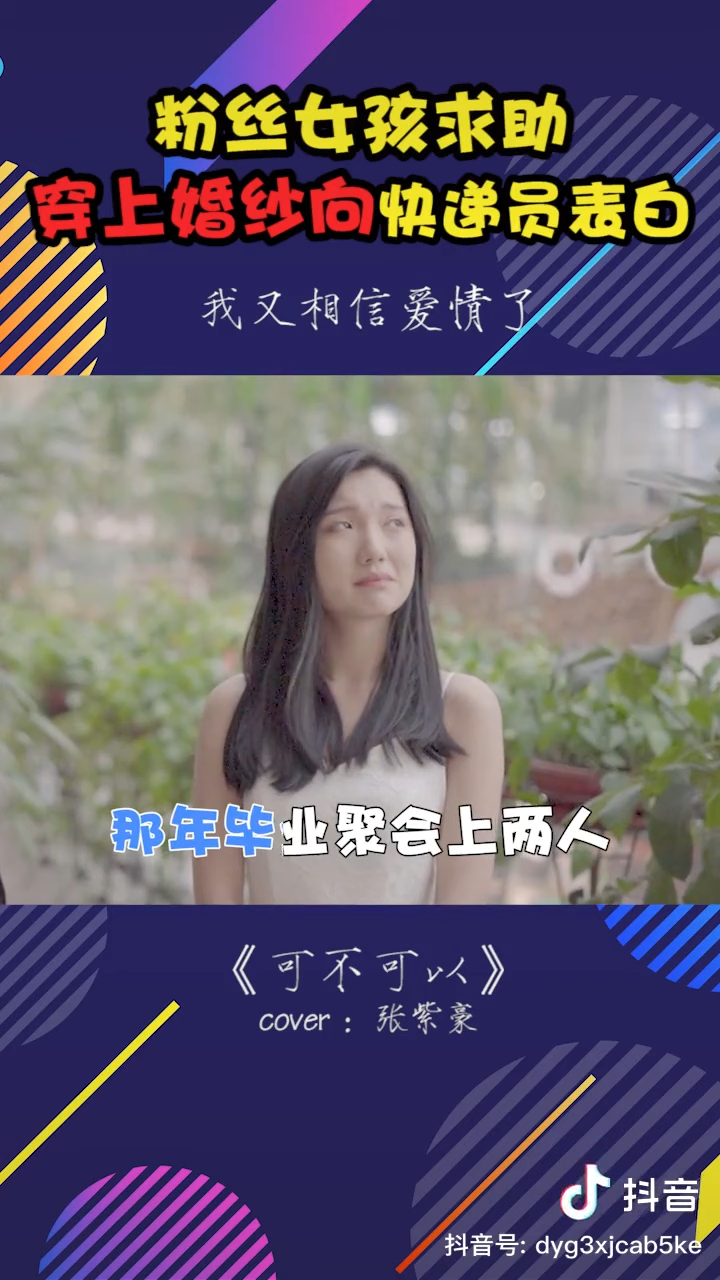 粉丝女孩求助
穿上婚纱向快递员表白
我又相信爱情了
那年毕业聚会上两人
《可不可以》
cover：张紫豪
抖音
抖音号: dyg3xjcab5ke